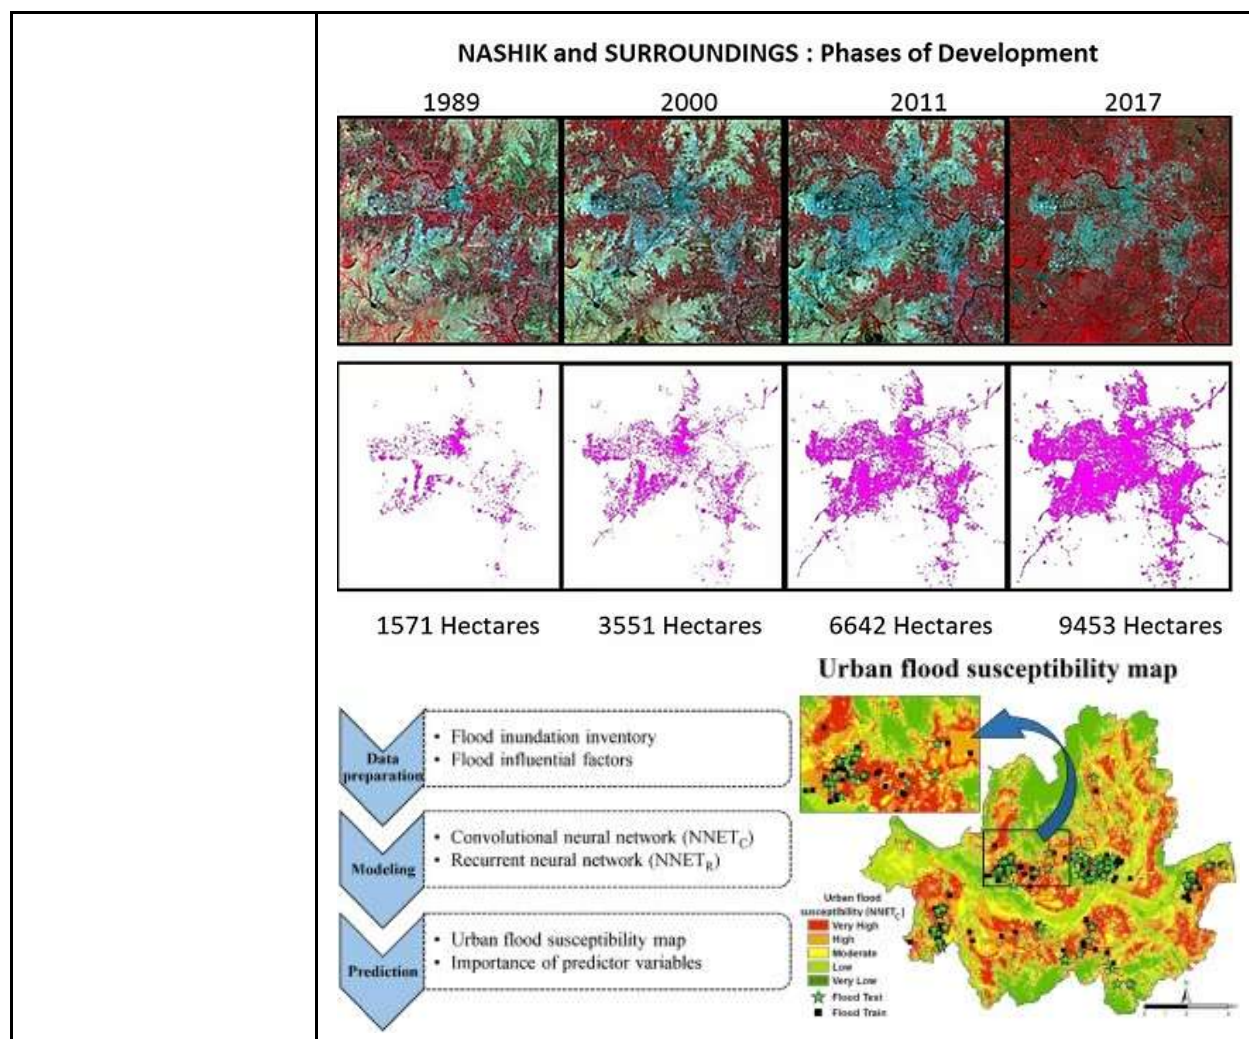 NASHIK and SURROUNDINGS : Phases of Development
1989 2000 2011 2017
1571 Hectares 3551 Hectares 6642 Hectares 9453 Hectares
Urban flood susceptibility map
Data preparation
• Flood inundation inventory
• Flood influential factors
Modeling
• Convolutional neural network (NNETC)
• Recurrent neural network (NNETR)
Prediction
• Urban flood susceptibility map
• Importance of predictor variables
Urban flood
susceptibility (NNETC)
Very High
High
Moderate
Low
Very Low
Flood Test
Flood Train